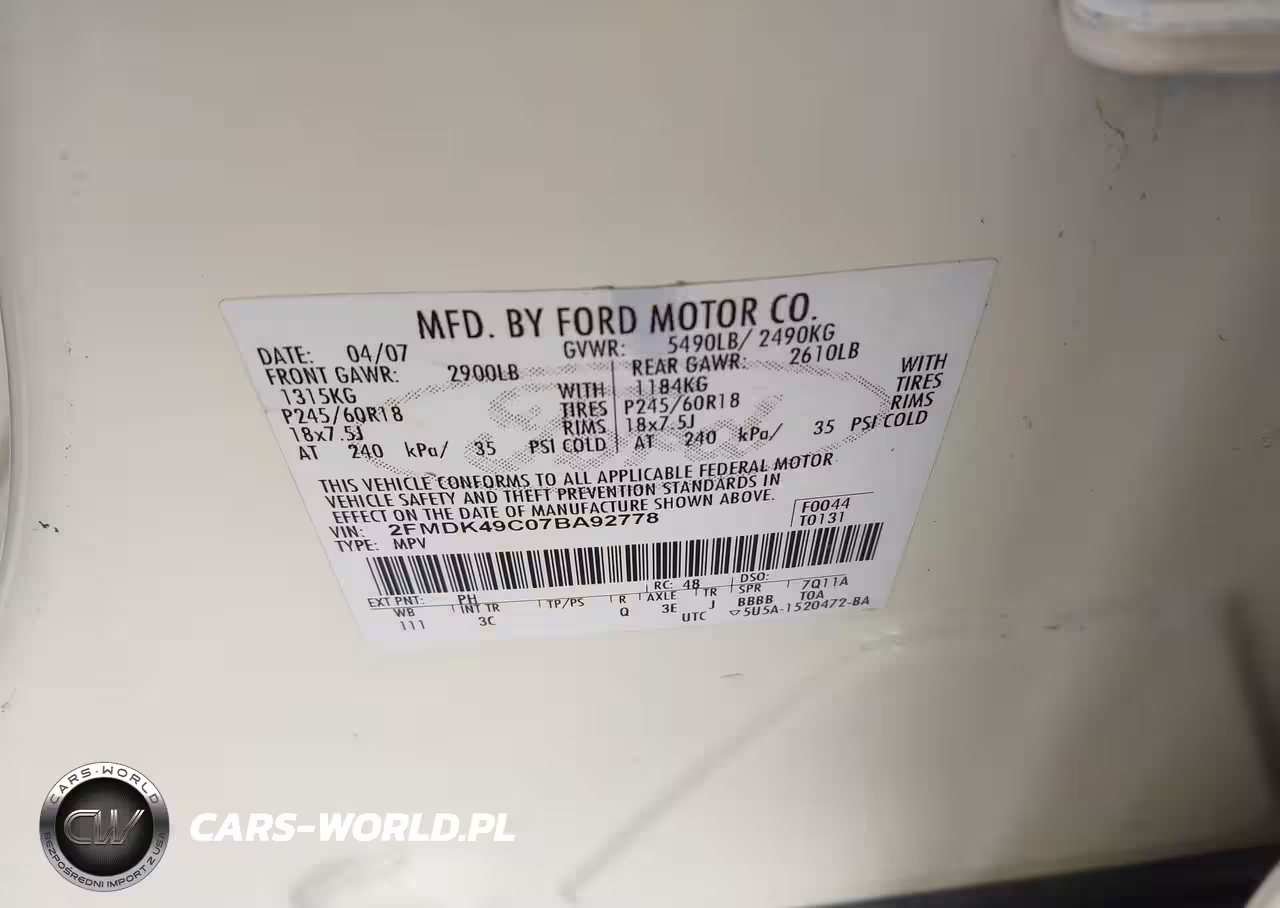 MFD. BY FORD MOTOR CO.
DATE: 04/07 GVWR: 5490LB/ 2490KG
FRONT GAWR: 2900LB REAR GAWR: 2610LB
1315KG WITH 1184KG WITH
P245/60R18 TIRES P245/60R18 TIRES
18x7.5J RIMS 18x7.5J RIMS
AT 240 kPa/ 35 PSI COLD AT 240 kPa/ 35 PSI COLD
THIS VEHICLE CONFORMS TO ALL APPLICABLE FEDERAL MOTOR
VEHICLE SAFETY AND THEFT PREVENTION STANDARDS IN
EFFECT ON THE DATE OF MANUFACTURE SHOWN ABOVE.
VIN: 2FMDK49C07BA92778
F0044
T0131
TYPE: MPV
EXT PNT: PH RC: 48 DSO:
WB INT TR TP/PS R AXLE TR SPR 7Q11A
111 3C Q 3E J BBBB T0A
UTC ▽5U5A-1520472-BA
CARS-WORLD
CW
BEZPOŚREDNI IMPORT Z USA
CARS-WORLD.PL